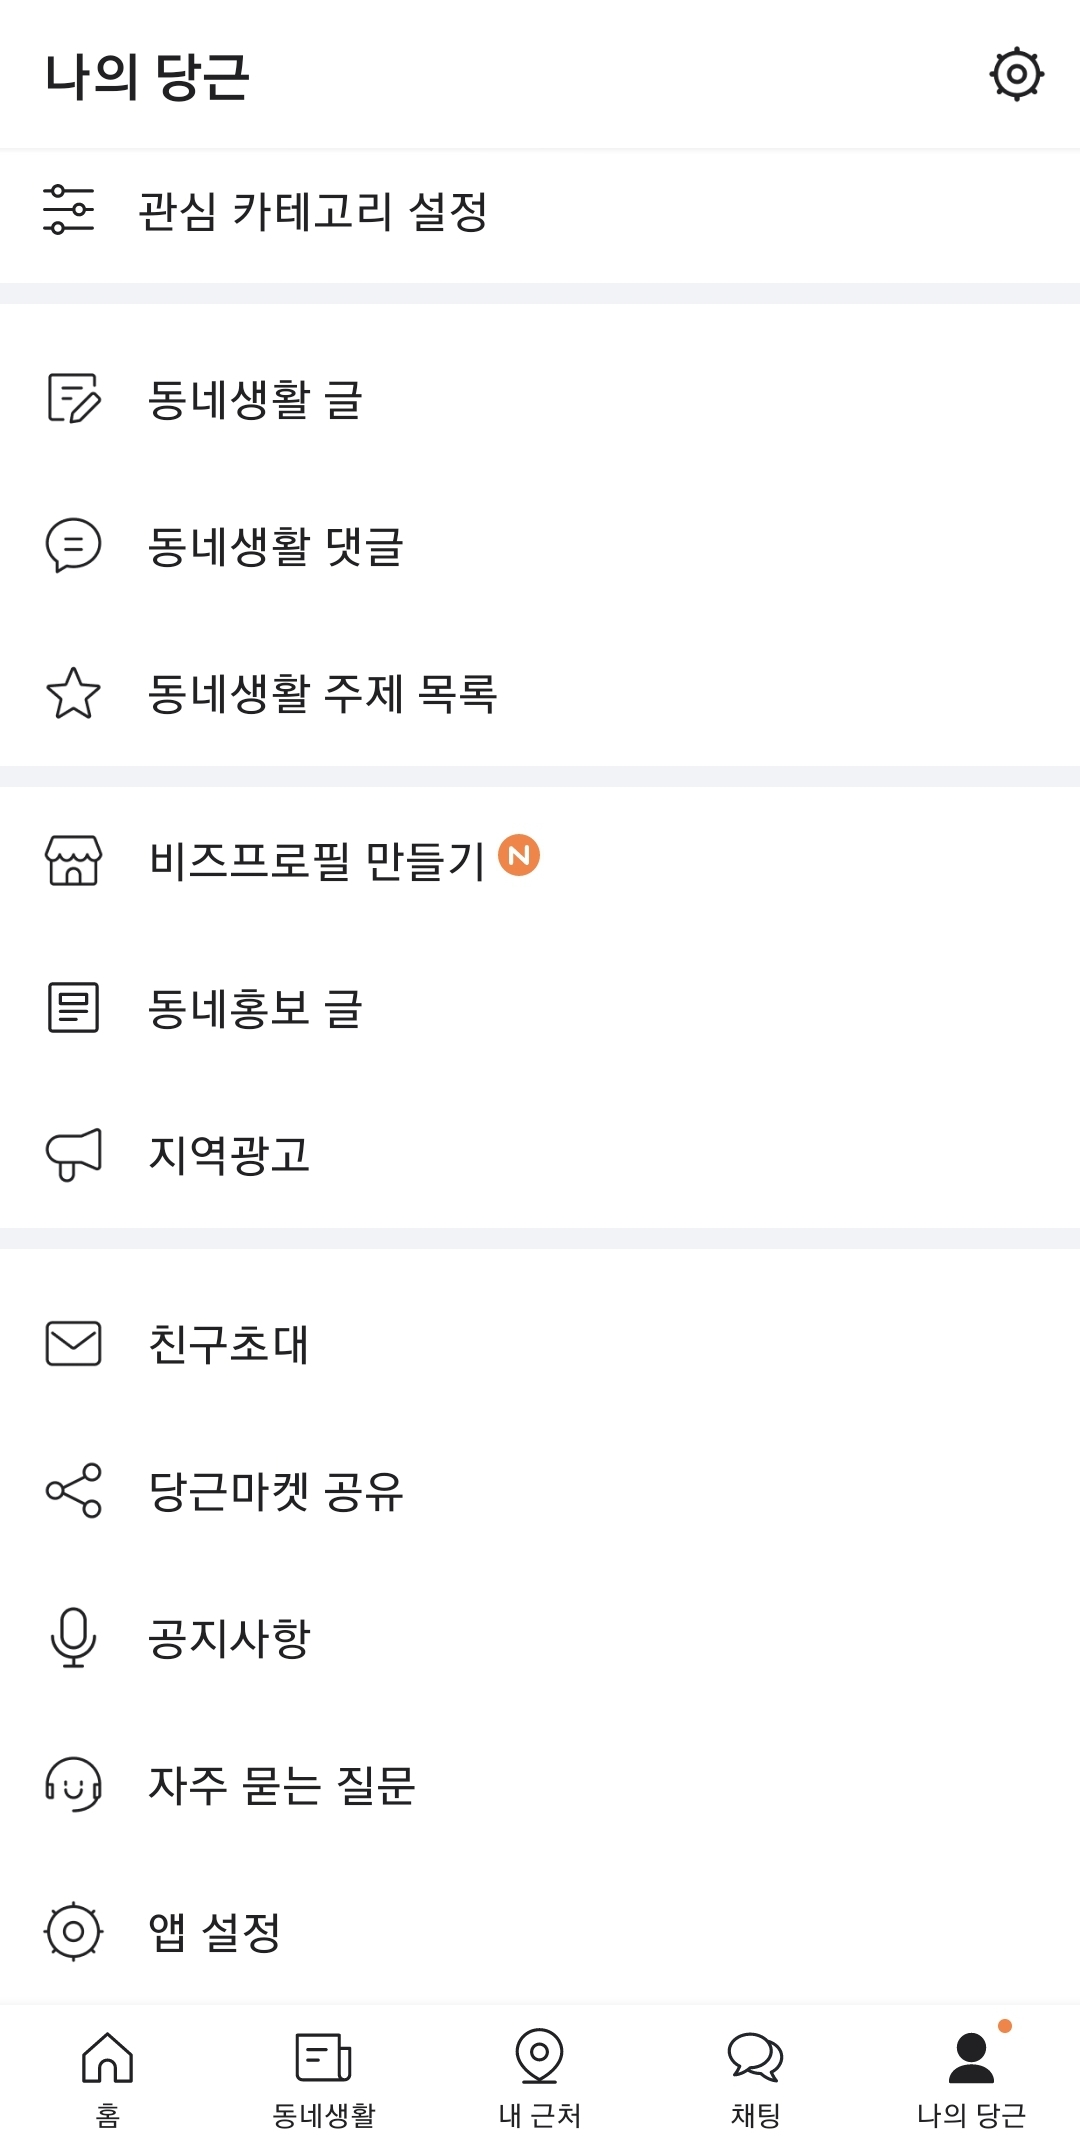 나의 당근
관심 카테고리 설정
동네생활 글
동네생활 댓글
동네생활 주제 목록
비즈프로필 만들기 N
동네홍보 글
지역광고
친구초대
당근마켓 공유
공지사항
자주 묻는 질문
앱 설정
홈 동네생활 내 근처 채팅 나의 당근